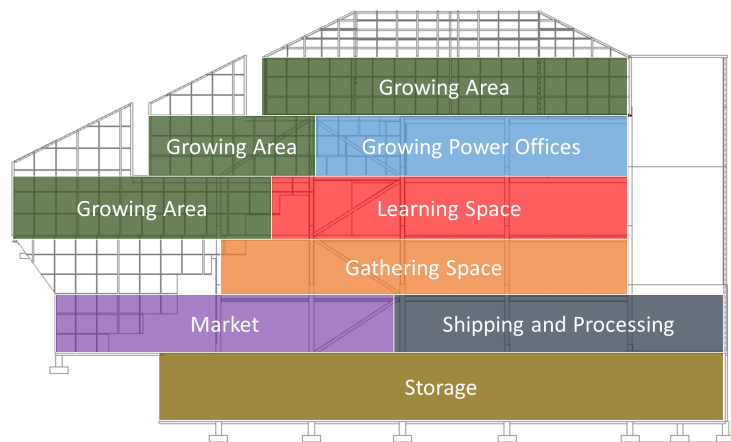 Growing Area
Growing Area
Growing Power Offices
Growing Area
Learning Space
Gathering Space
Market
Shipping and Processing
Storage